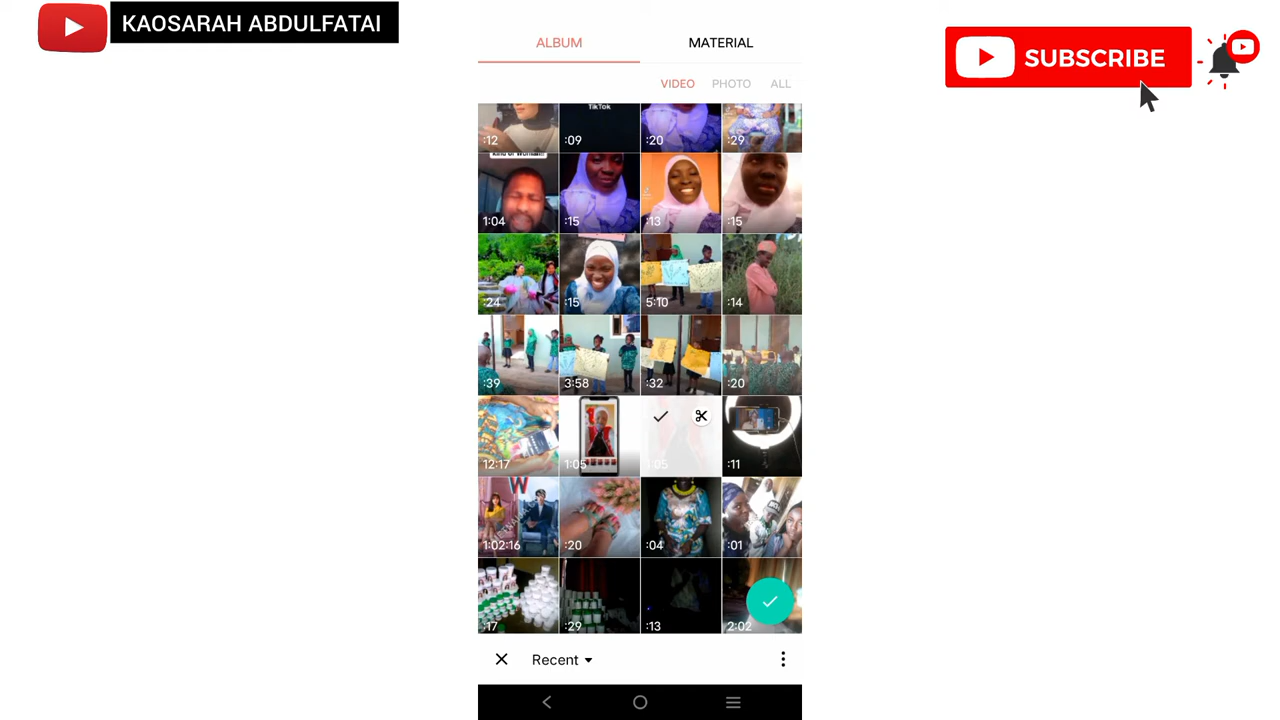 KAOSARAH ABDULFATAI
SUBSCRIBE
ALBUM
MATERIAL
VIDEO
PHOTO
ALL
TikTok
:12
:09
:20
:29
1:04
:15
:13
:15
:24
:15
5:10
:14
:39
3:58
:32
:20
12:17
1:05
1:05
:11
W
1:02:16
:20
:04
:01
:17
:29
:13
2:02
Recent